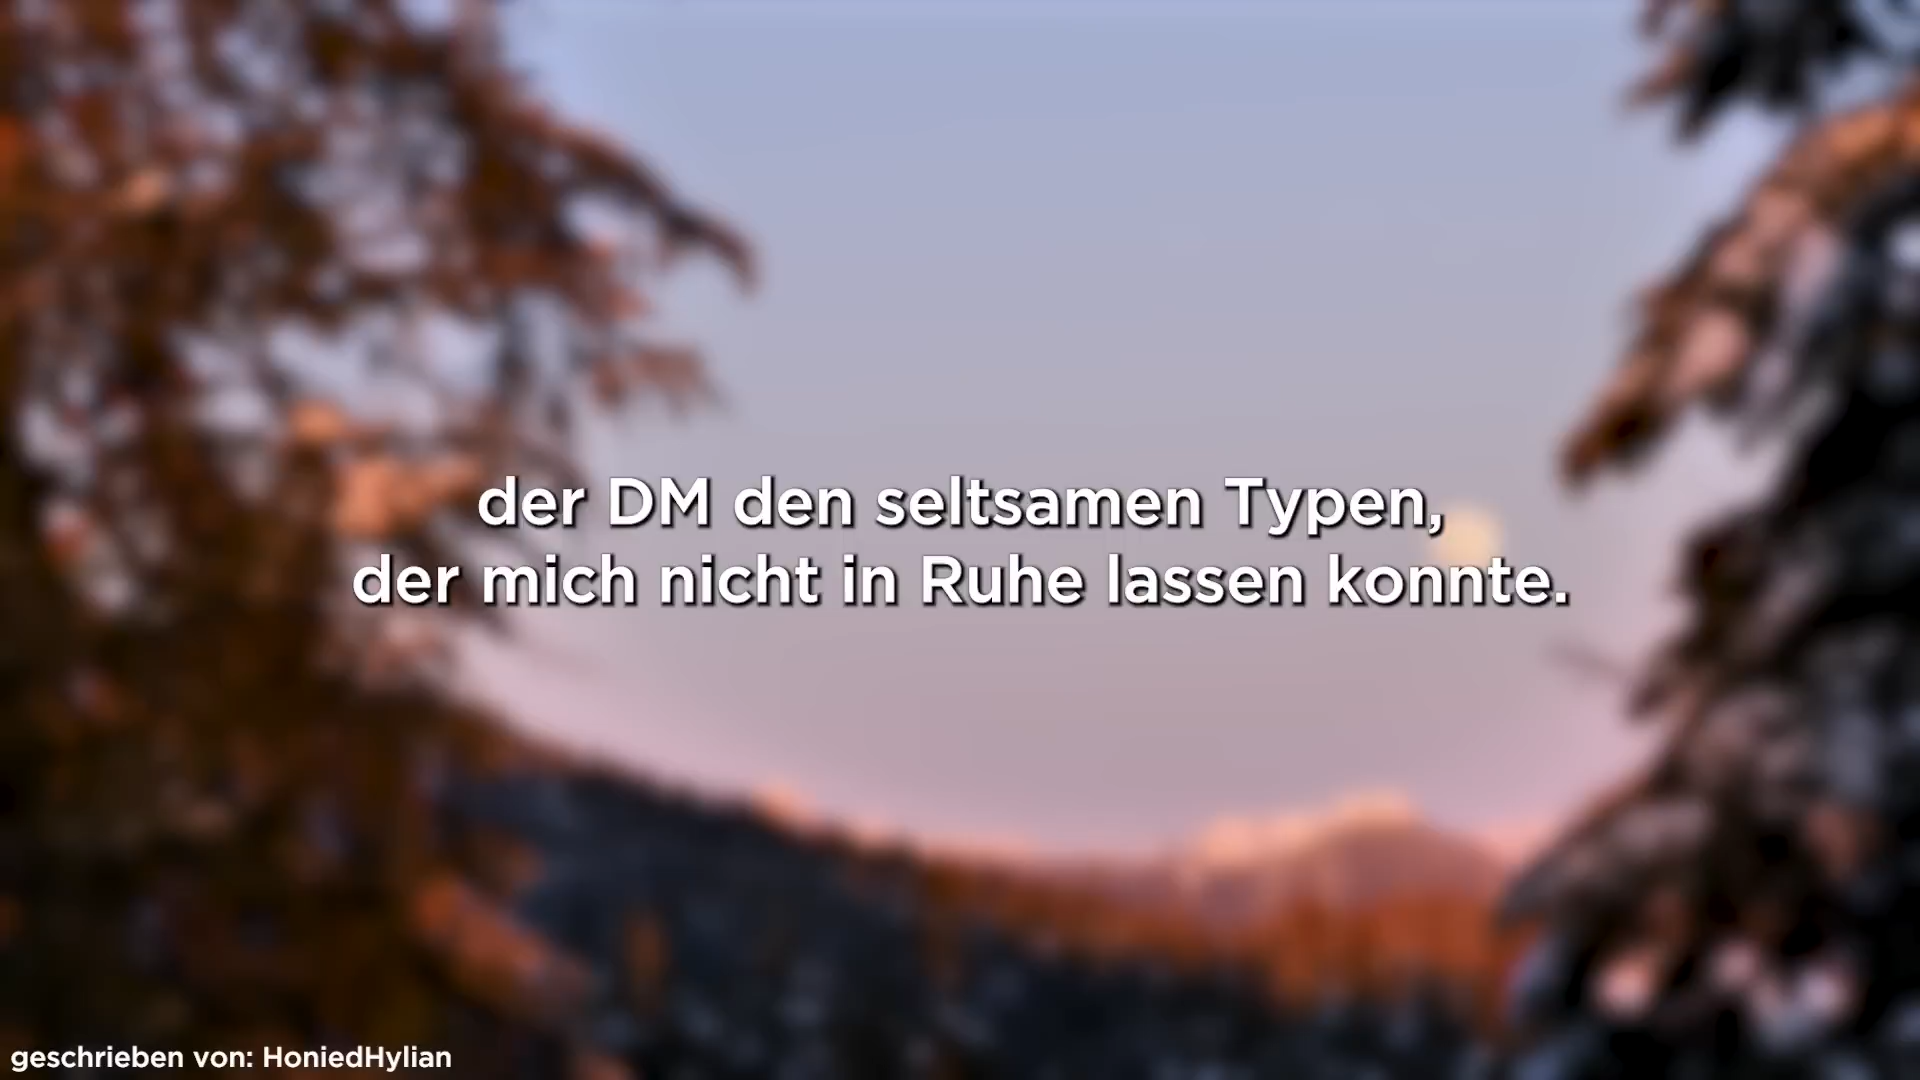 der DM den seltsamen Typen,
der mich nicht in Ruhe lassen konnte.
geschrieben von: HoniedHylian